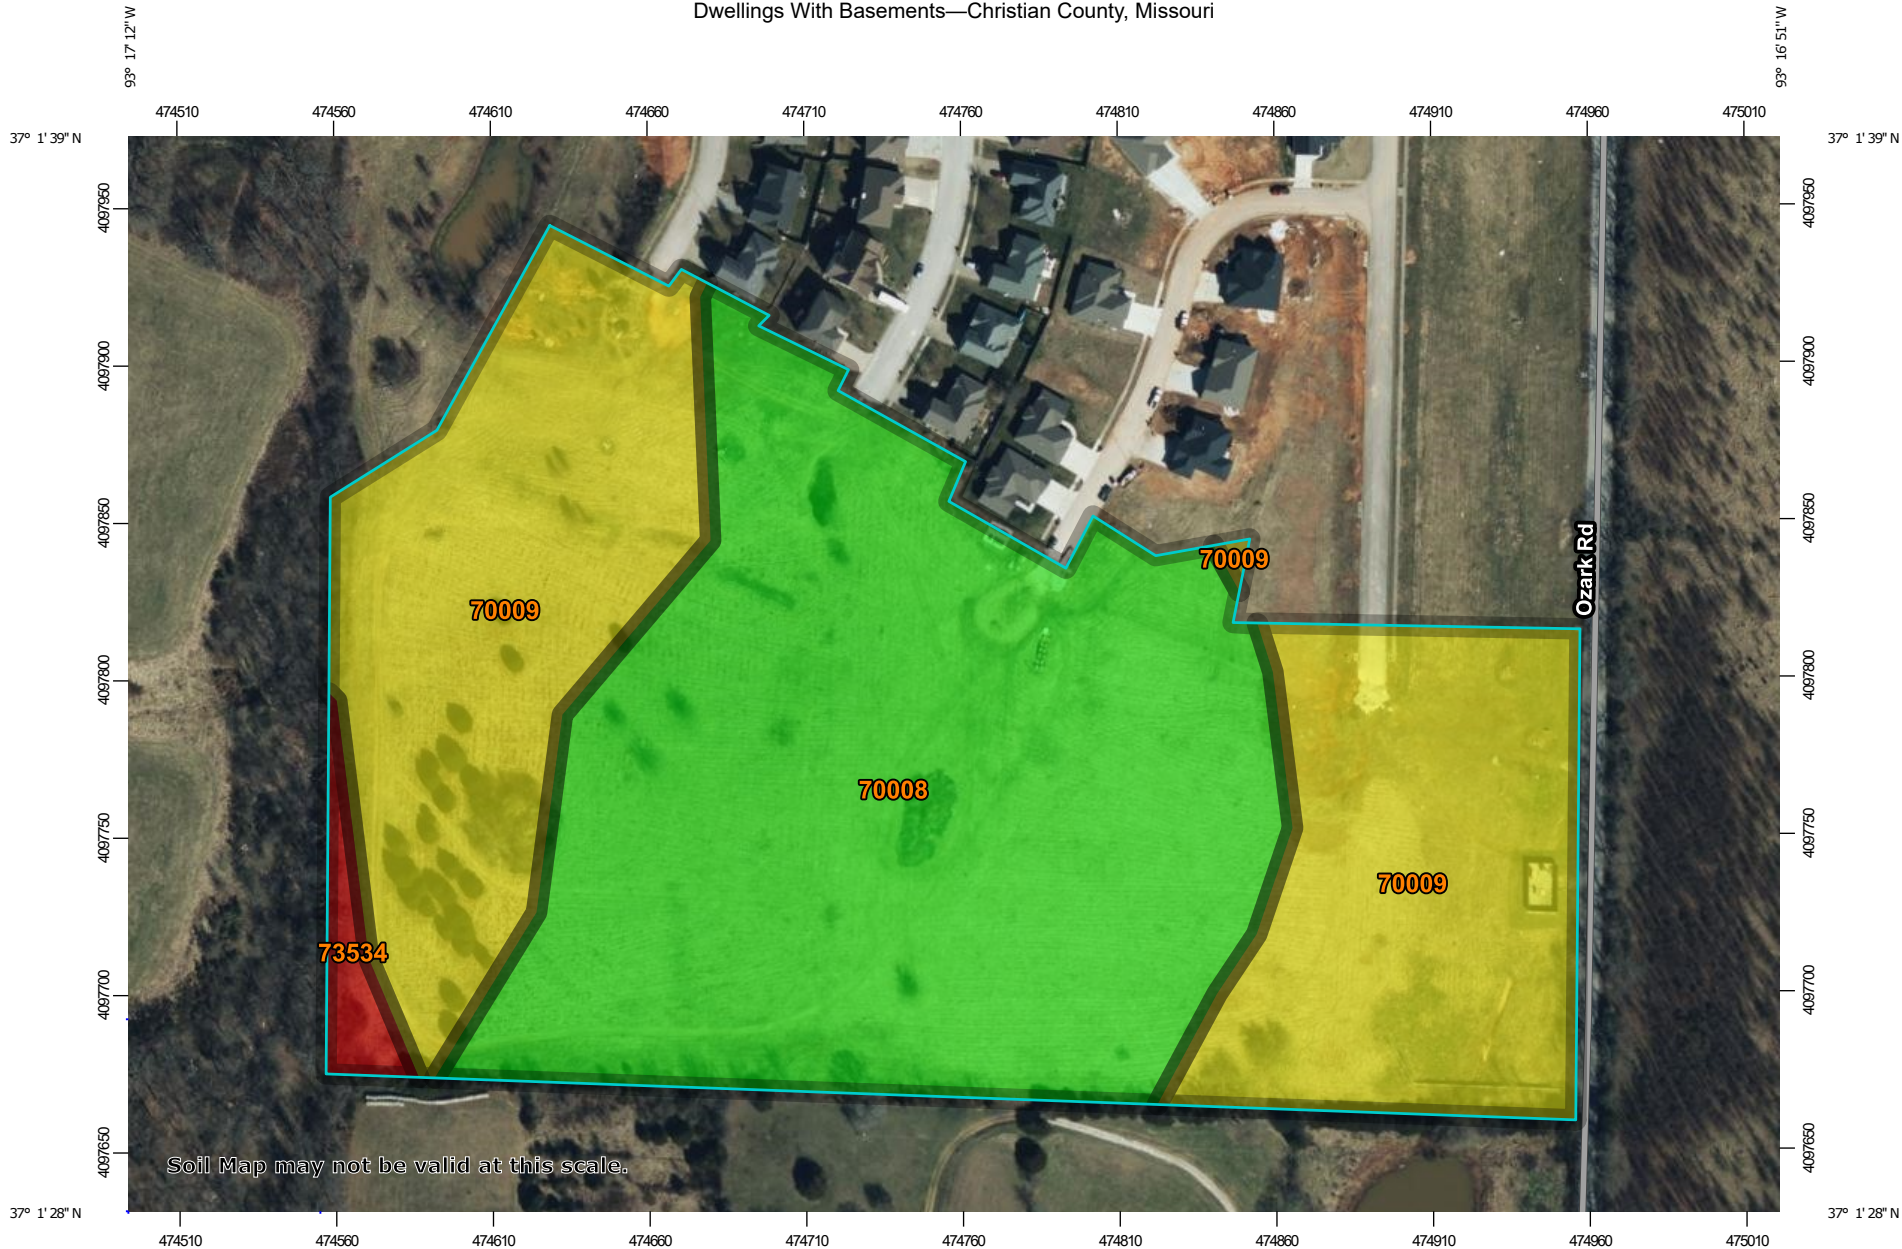 Dwellings With Basements—Christian County, Missouri
93° 17' 12" W
93° 16' 51" W
474510 474560 474610 474660 474710 474760 474810 474860 474910 474960 475010
37° 1' 39" N
37° 1' 39" N
4097950
4097950
4097900
4097900
4097850
4097850
70009
Ozark Rd
70009
4097800
4097800
70008
4097750
4097750
70009
73534
4097700
4097700
4097650
4097650
Soil Map may not be valid at this scale.
37° 1' 28" N
37° 1' 28" N
474510 474560 474610 474660 474710 474760 474810 474860 474910 474960 475010